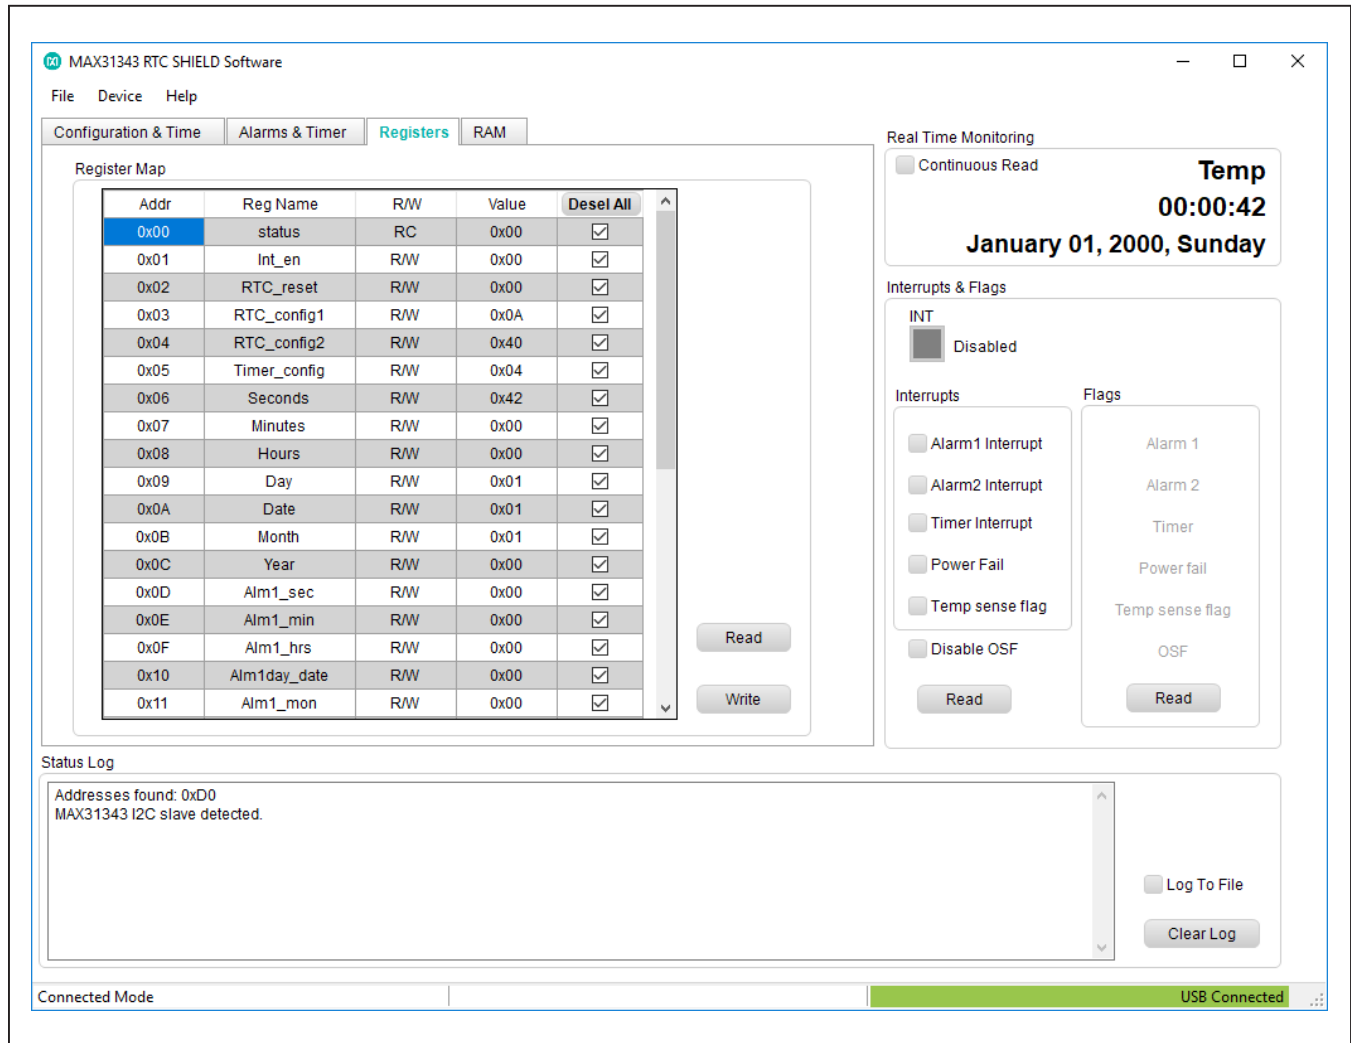 MAX31343 RTC SHIELD Software
File Device Help
Configuration & Time Alarms & Timer Registers RAM
Register Map
Addr Reg Name R/W Value Desel All
0x00 status RC 0x00
0x01 Int_en R/W 0x00
0x02 RTC_reset R/W 0x00
0x03 RTC_config1 R/W 0x0A
0x04 RTC_config2 R/W 0x40
0x05 Timer_config R/W 0x04
0x06 Seconds R/W 0x42
0x07 Minutes R/W 0x00
0x08 Hours R/W 0x00
0x09 Day R/W 0x01
0x0A Date R/W 0x01
0x0B Month R/W 0x01
0x0C Year R/W 0x00
0x0D Alm1_sec R/W 0x00
0x0E Alm1_min R/W 0x00
0x0F Alm1_hrs R/W 0x00
0x10 Alm1day_date R/W 0x00
0x11 Alm1_mon R/W 0x00
Read
Write
Real Time Monitoring
Continuous Read
Temp
00:00:42
January 01, 2000, Sunday
Interrupts & Flags
INT
Disabled
Interrupts
Alarm1 Interrupt
Alarm2 Interrupt
Timer Interrupt
Power Fail
Temp sense flag
Disable OSF
Read
Flags
Alarm 1
Alarm 2
Timer
Power fail
Temp sense flag
OSF
Read
Status Log
Addresses found: 0xD0
MAX31343 I2C slave detected.
Log To File
Clear Log
Connected Mode
USB Connected